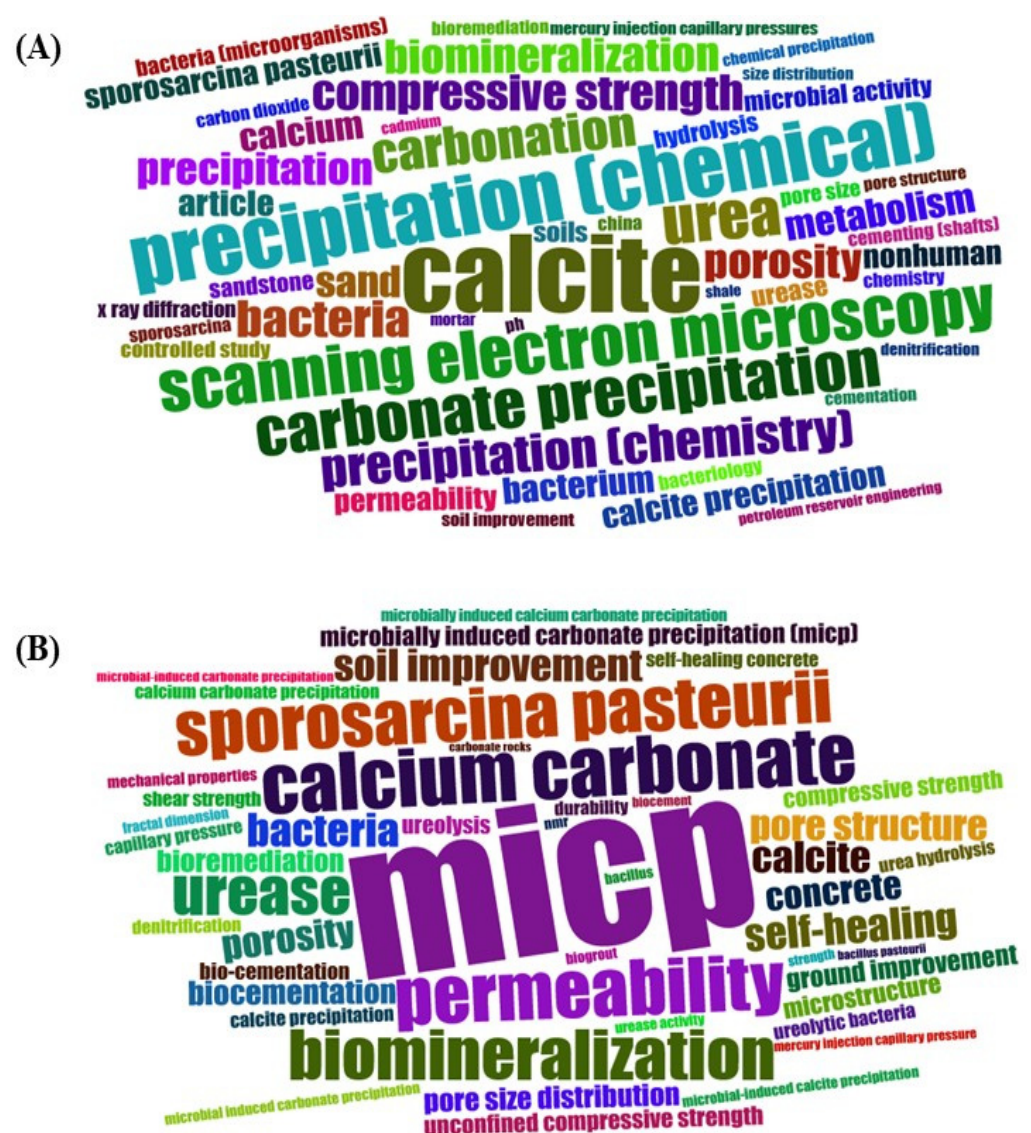 (A)
bacteria (microorganisms)
bioremediation
mercury injection capillary pressures
sporosarcina pasteurii
biomineralization
chemical precipitation
size distribution
carbon dioxide
compressive strength
microbial activity
calcium
cadmium
carbonation
hydrolysis
precipitation
precipitation (chemical)
article
soils
china
urea
pore size
pore structure
metabolism
cementing (shafts)
sandstone
sand
calcite
porosity
nonhuman
x ray diffraction
sporosarcina
bacteria
mortar
ph
shale
urease
chemistry
controlled study
scanning electron microscopy
denitrification
carbonate precipitation
cementation
precipitation (chemistry)
permeability
bacterium
bacteriology
calcite precipitation
soil improvement
petroleum reservoir engineering
(B)
microbially induced calcium carbonate precipitation
microbially induced carbonate precipitation (micp)
microbial-induced carbonate precipitation
soil improvement
self-healing concrete
calcium carbonate precipitation
sporosarcina pasteurii
carbonate rocks
mechanical properties
calcium carbonate
shear strength
durability
biocement
compressive strength
fractal dimension
capillary pressure
bacteria
ureolysis
nmr
pore structure
bioremediation
micp
calcite
urea hydrolysis
urease
bacillus
concrete
denitrification
porosity
self-healing
biogrout
strength
bacillus pasteurii
bio-cementation
ground improvement
biocementation
permeability
microstructure
calcite precipitation
urease activity
ureolytic bacteria
biomineralization
mercury injection capillary pressure
microbial induced carbonate precipitation
pore size distribution
microbial-induced calcite precipitation
unconfined compressive strength